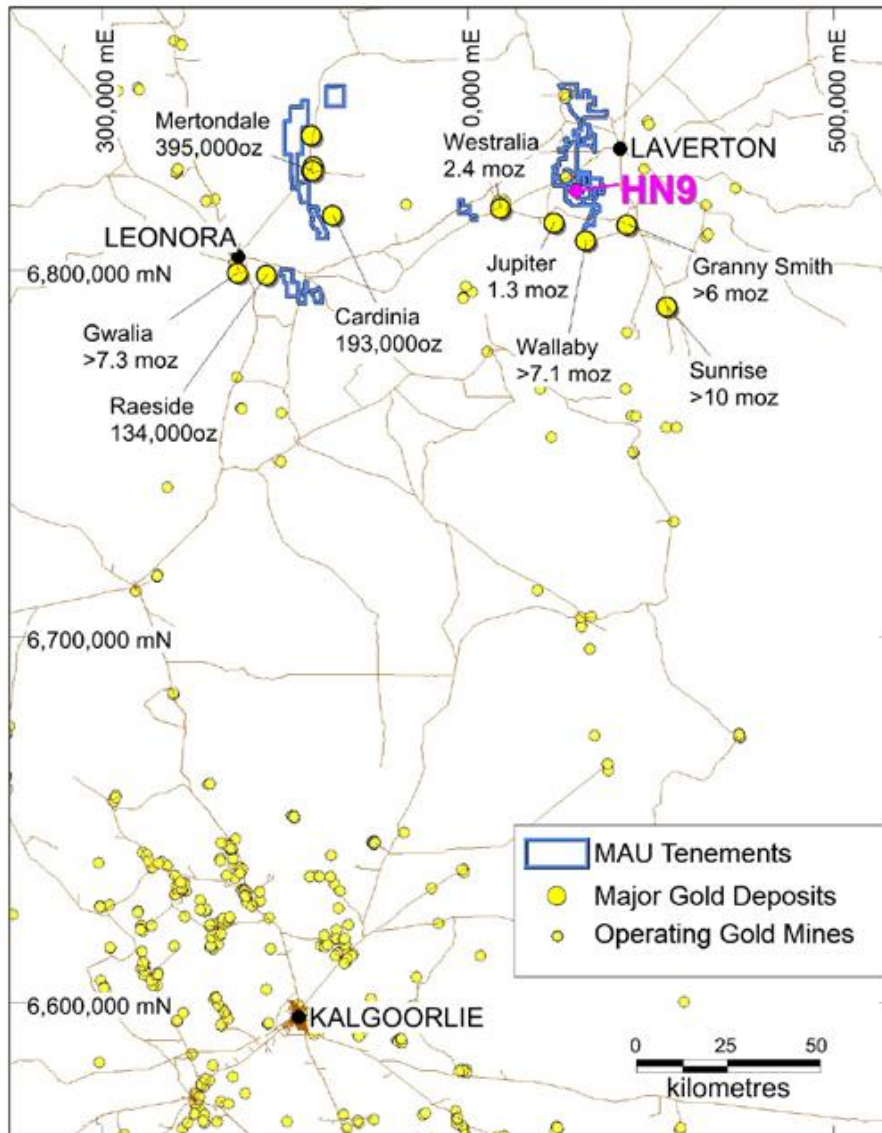 300,000 mE
0,000 mE
500,000 mE
Mertondale
395,000oz
Westralia
2.4 moz
LAVERTON
HN9
LEONORA
6,800,000 mN
Jupiter
1.3 moz
Granny Smith
>6 moz
Gwalia
>7.3 moz
Cardinia
193,000oz
Wallaby
>7.1 moz
Sunrise
>10 moz
Raeside
134,000oz
6,700,000 mN
MAU Tenements
Major Gold Deposits
Operating Gold Mines
6,600,000 mN
KALGOORLIE
0 25 50
kilometres